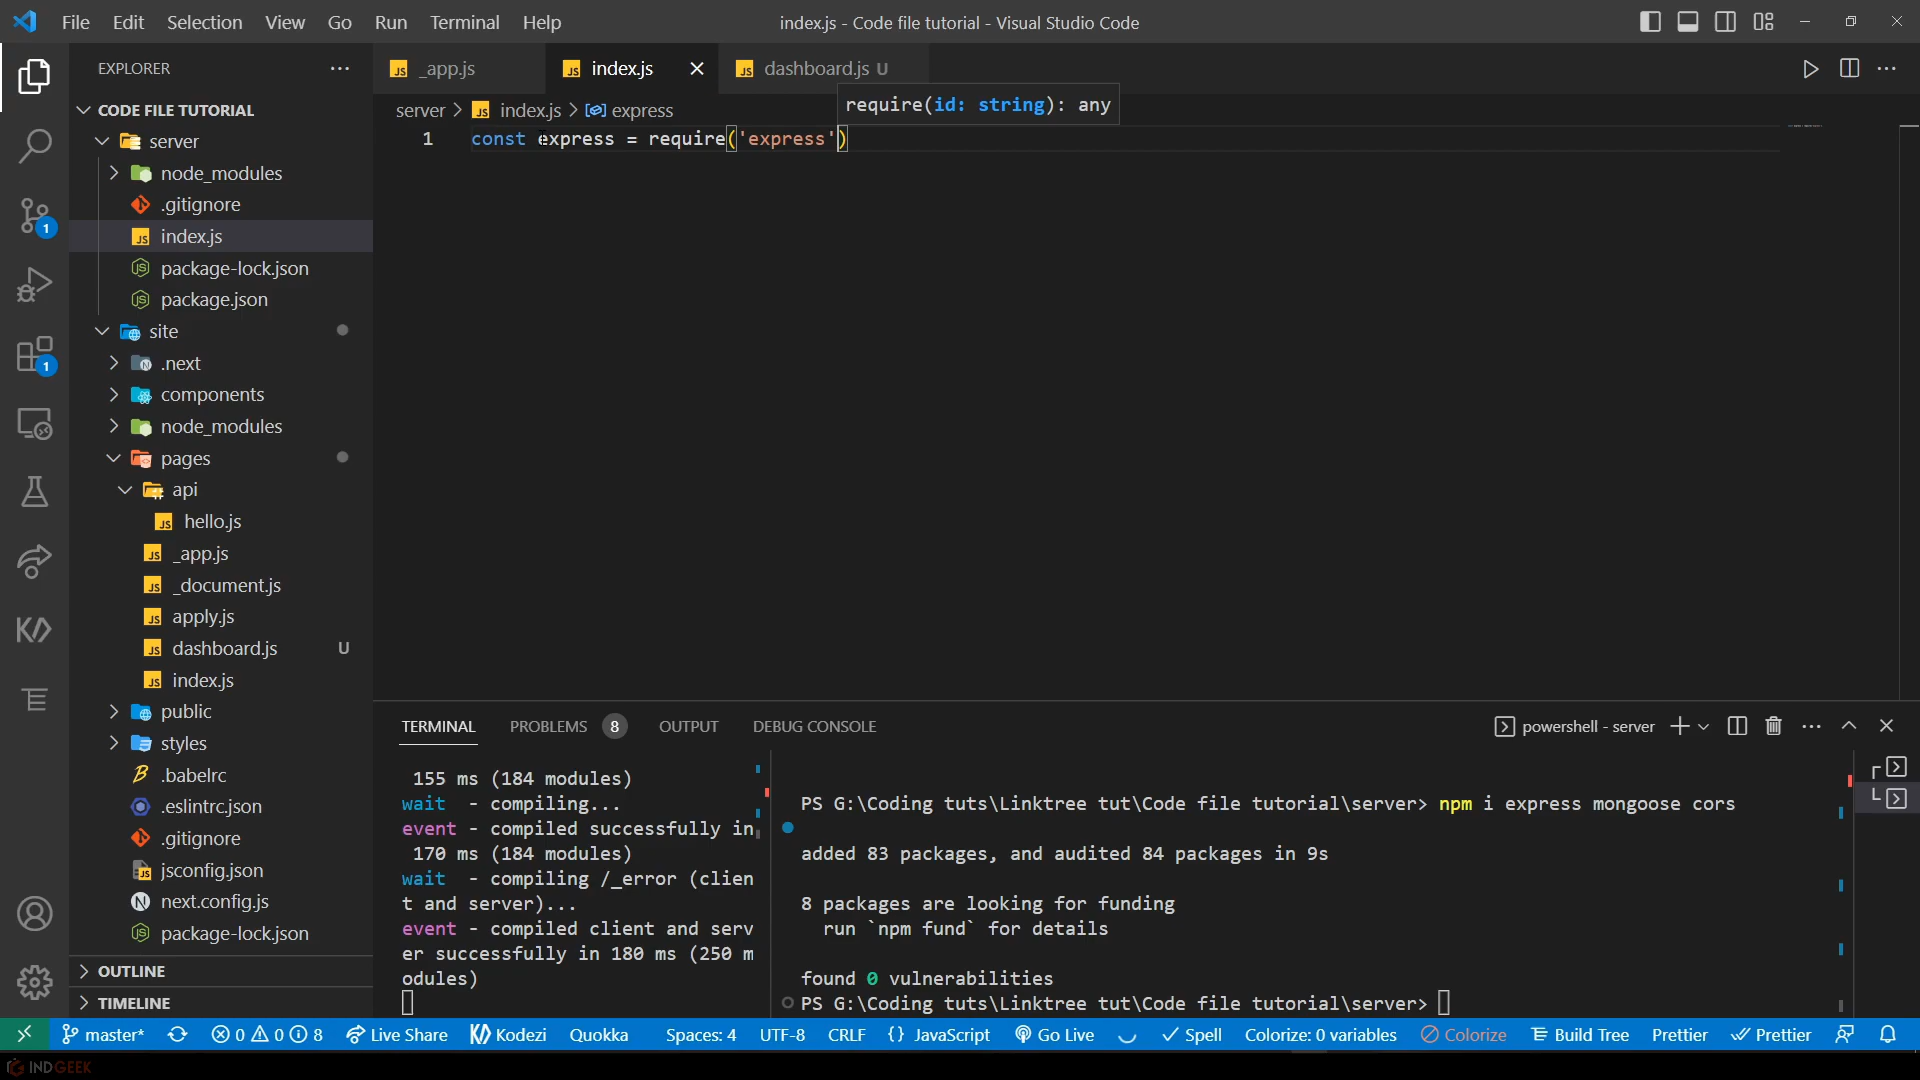 File Edit Selection View Go Run Terminal Help
index.js - Code file tutorial - Visual Studio Code
EXPLORER
CODE FILE TUTORIAL
server
node_modules
.gitignore
index.js
package-lock.json
package.json
site
.next
components
node_modules
pages
api
hello.js
_app.js
_document.js
apply.js
dashboard.js U
index.js
public
styles
.babelrc
.eslintrc.json
.gitignore
jsconfig.json
next.config.js
package-lock.json
OUTLINE
TIMELINE
1
1
_app.js
index.js
dashboard.js U
server > index.js > express
require(id: string): any
1 const express = require('express')
TERMINAL PROBLEMS 8 OUTPUT DEBUG CONSOLE
powershell - server
155 ms (184 modules)
wait - compiling...
event - compiled successfully in
170 ms (184 modules)
wait - compiling /_error (clien
t and server)...
event - compiled client and serv
er successfully in 180 ms (250 m
odules)
PS G:\Coding tuts\Linktree tut\Code file tutorial\server> npm i express mongoose cors
added 83 packages, and audited 84 packages in 9s
8 packages are looking for funding
run `npm fund` for details
found 0 vulnerabilities
PS G:\Coding tuts\Linktree tut\Code file tutorial\server>
master* 0 0 8 Live Share Kodezi Quokka Spaces: 4 UTF-8 CRLF {} JavaScript Go Live Spell Colorize: 0 variables Colorize Build Tree Prettier Prettier
INDGEEK